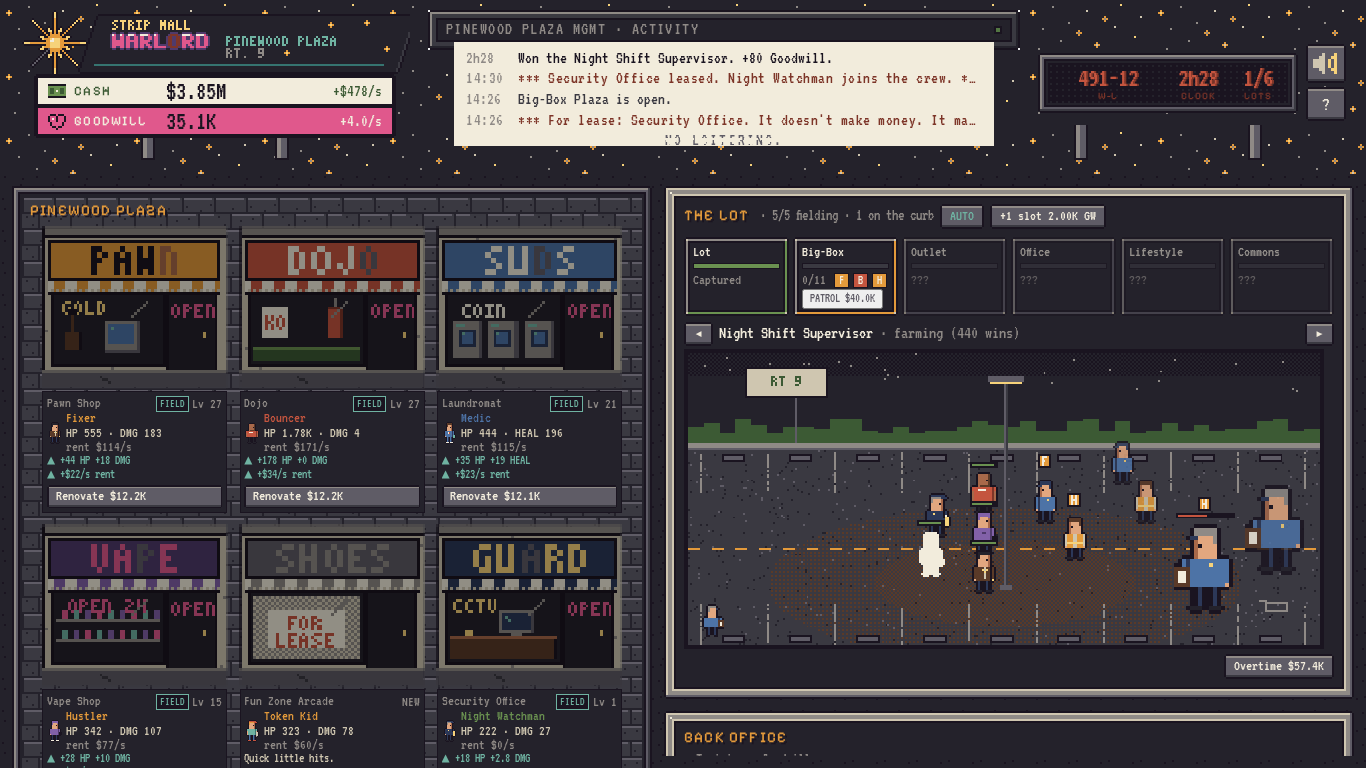 STRIP MALL
WARLORD
PINEWOOD PLAZA
RT. 9
CASH $3.85M +$478/s
GOODWILL 35.1K +4.0/s
PINEWOOD PLAZA MGMT · ACTIVITY
2h28 Won the Night Shift Supervisor. +80 Goodwill.
14:30 *** Security Office leased. Night Watchman joins the crew. *…
14:26 Big-Box Plaza is open.
14:26 *** For lease: Security Office. It doesn't make money. It ma…
NO LOITERING.
491-12 2h28 1/6
W-L CLOCK LOTS
?
PINEWOOD PLAZA
PAWN
GOLD
OPEN
DOJO
KO
OPEN
SUDS
COIN
OPEN
Pawn Shop FIELD Lv 27
Fixer
HP 555 · DMG 183
rent $114/s
▲ +44 HP +18 DMG
▲ +$22/s rent
Renovate $12.2K
Dojo FIELD Lv 27
Bouncer
HP 1.78K · DMG 4
rent $171/s
▲ +178 HP +0 DMG
▲ +$34/s rent
Renovate $12.2K
Laundromat FIELD Lv 21
Medic
HP 444 · HEAL 196
rent $115/s
▲ +35 HP +19 HEAL
▲ +$23/s rent
Renovate $12.1K
VAPE
OPEN 24
OPEN
SHOES
FOR
LEASE
GUARD
CCTV
OPEN
Vape Shop FIELD Lv 15
Hustler
HP 342 · DMG 107
rent $77/s
▲ +28 HP +10 DMG
Fun Zone Arcade NEW
Token Kid
HP 323 · DMG 78
rent $60/s
Quick little hits.
Security Office FIELD Lv 1
Night Watchman
HP 222 · DMG 27
rent $0/s
▲ +18 HP +2.8 DMG
THE LOT · 5/5 fielding · 1 on the curb AUTO +1 slot 2.00K GW
Lot
Captured
Big-Box
0/11 F B H
PATROL $40.0K
Outlet
???
Office
???
Lifestyle
???
Commons
???
◄ Night Shift Supervisor · farming (440 wins) ►
RT 9
F
H
H
Overtime $57.4K
BACK OFFICE